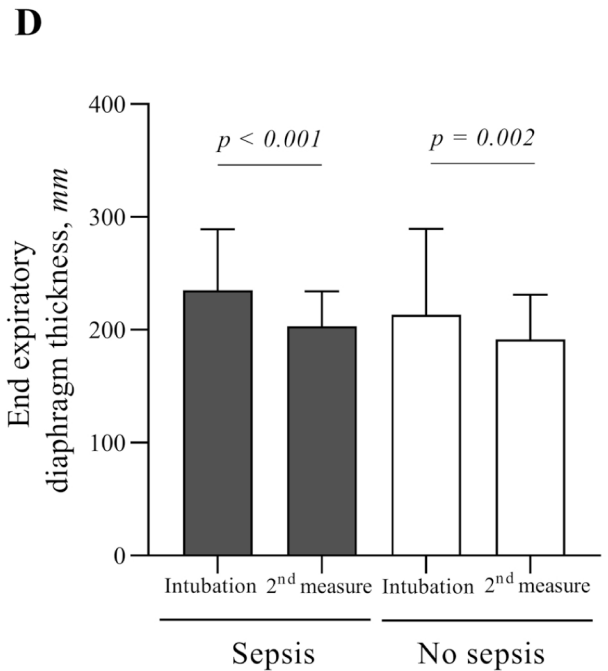 D
End expiratory
diaphragm thickness, mm
400
300
200
100
0
p < 0.001
p = 0.002
Intubation 2nd measure Intubation 2nd measure
Sepsis No sepsis